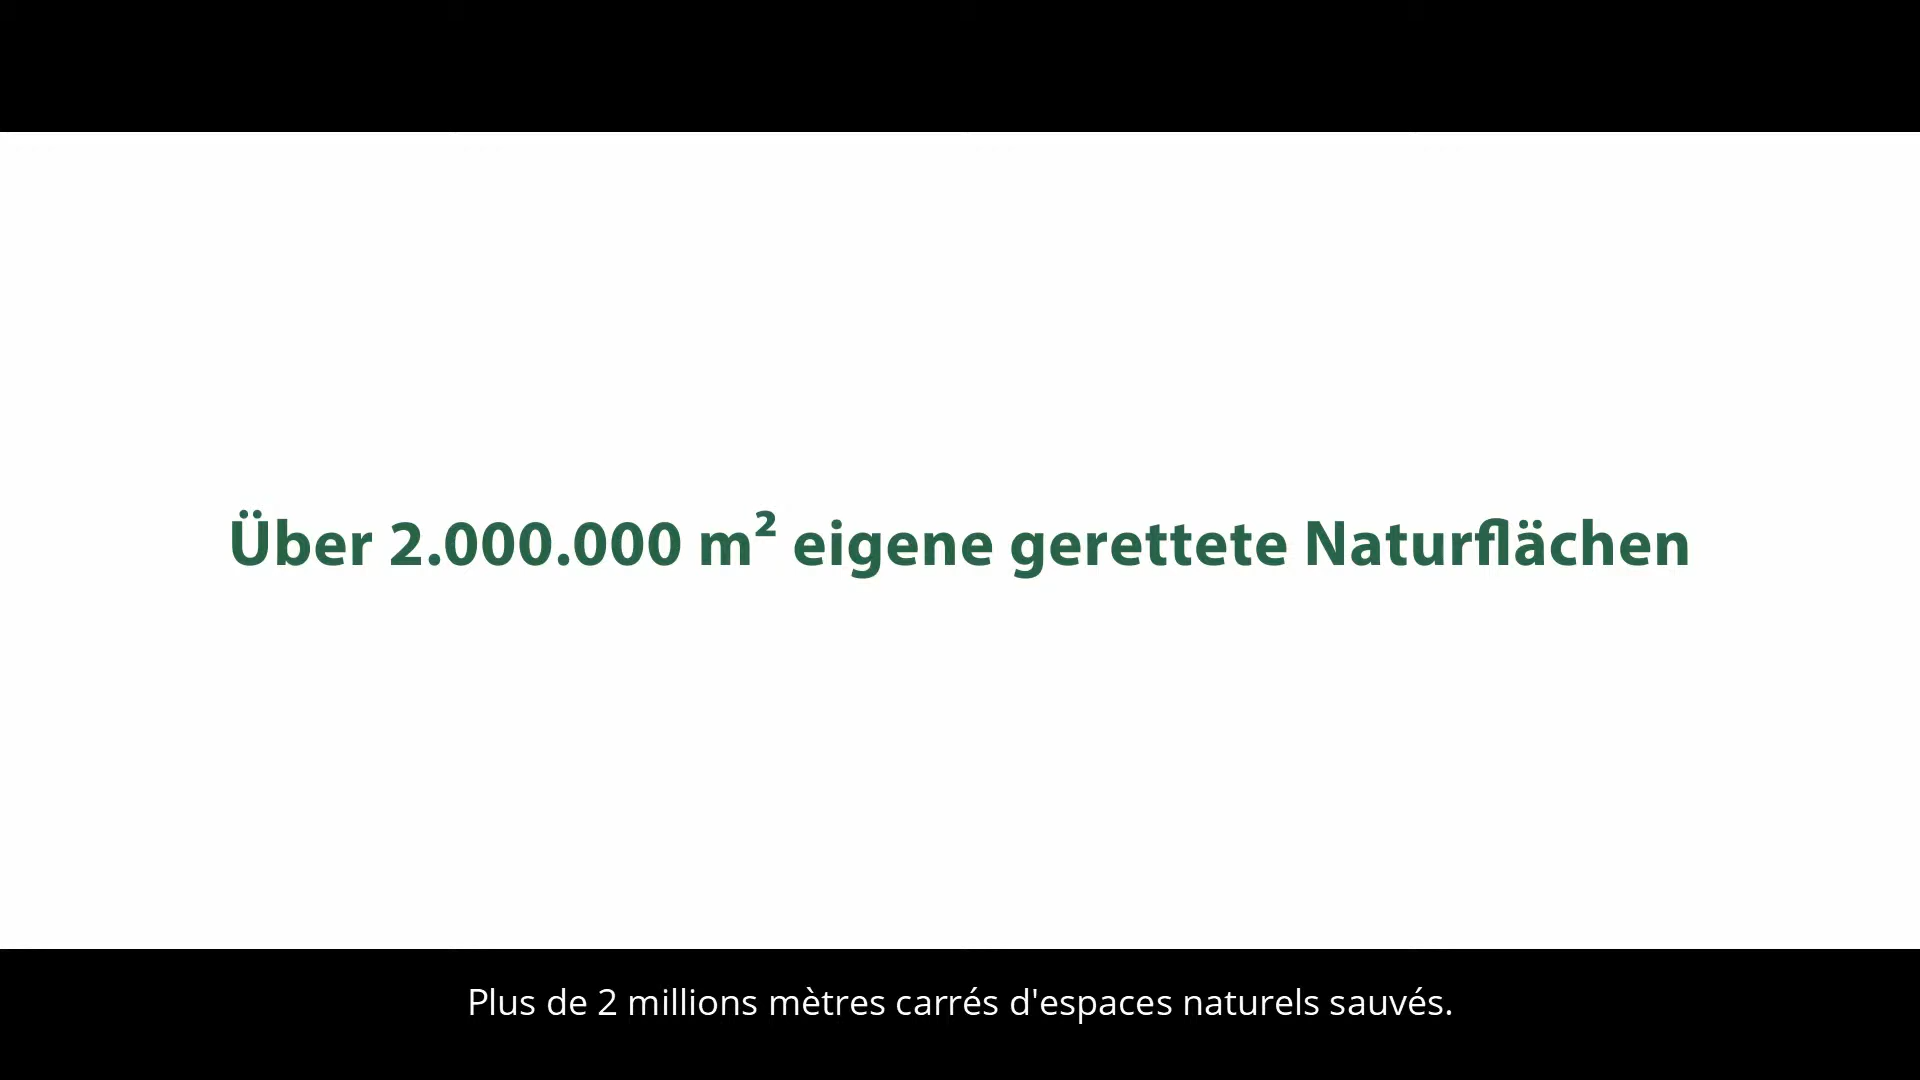 Über 2.000.000 m² eigene gerettete Naturflächen
Plus de 2 millions mètres carrés d'espaces naturels sauvés.